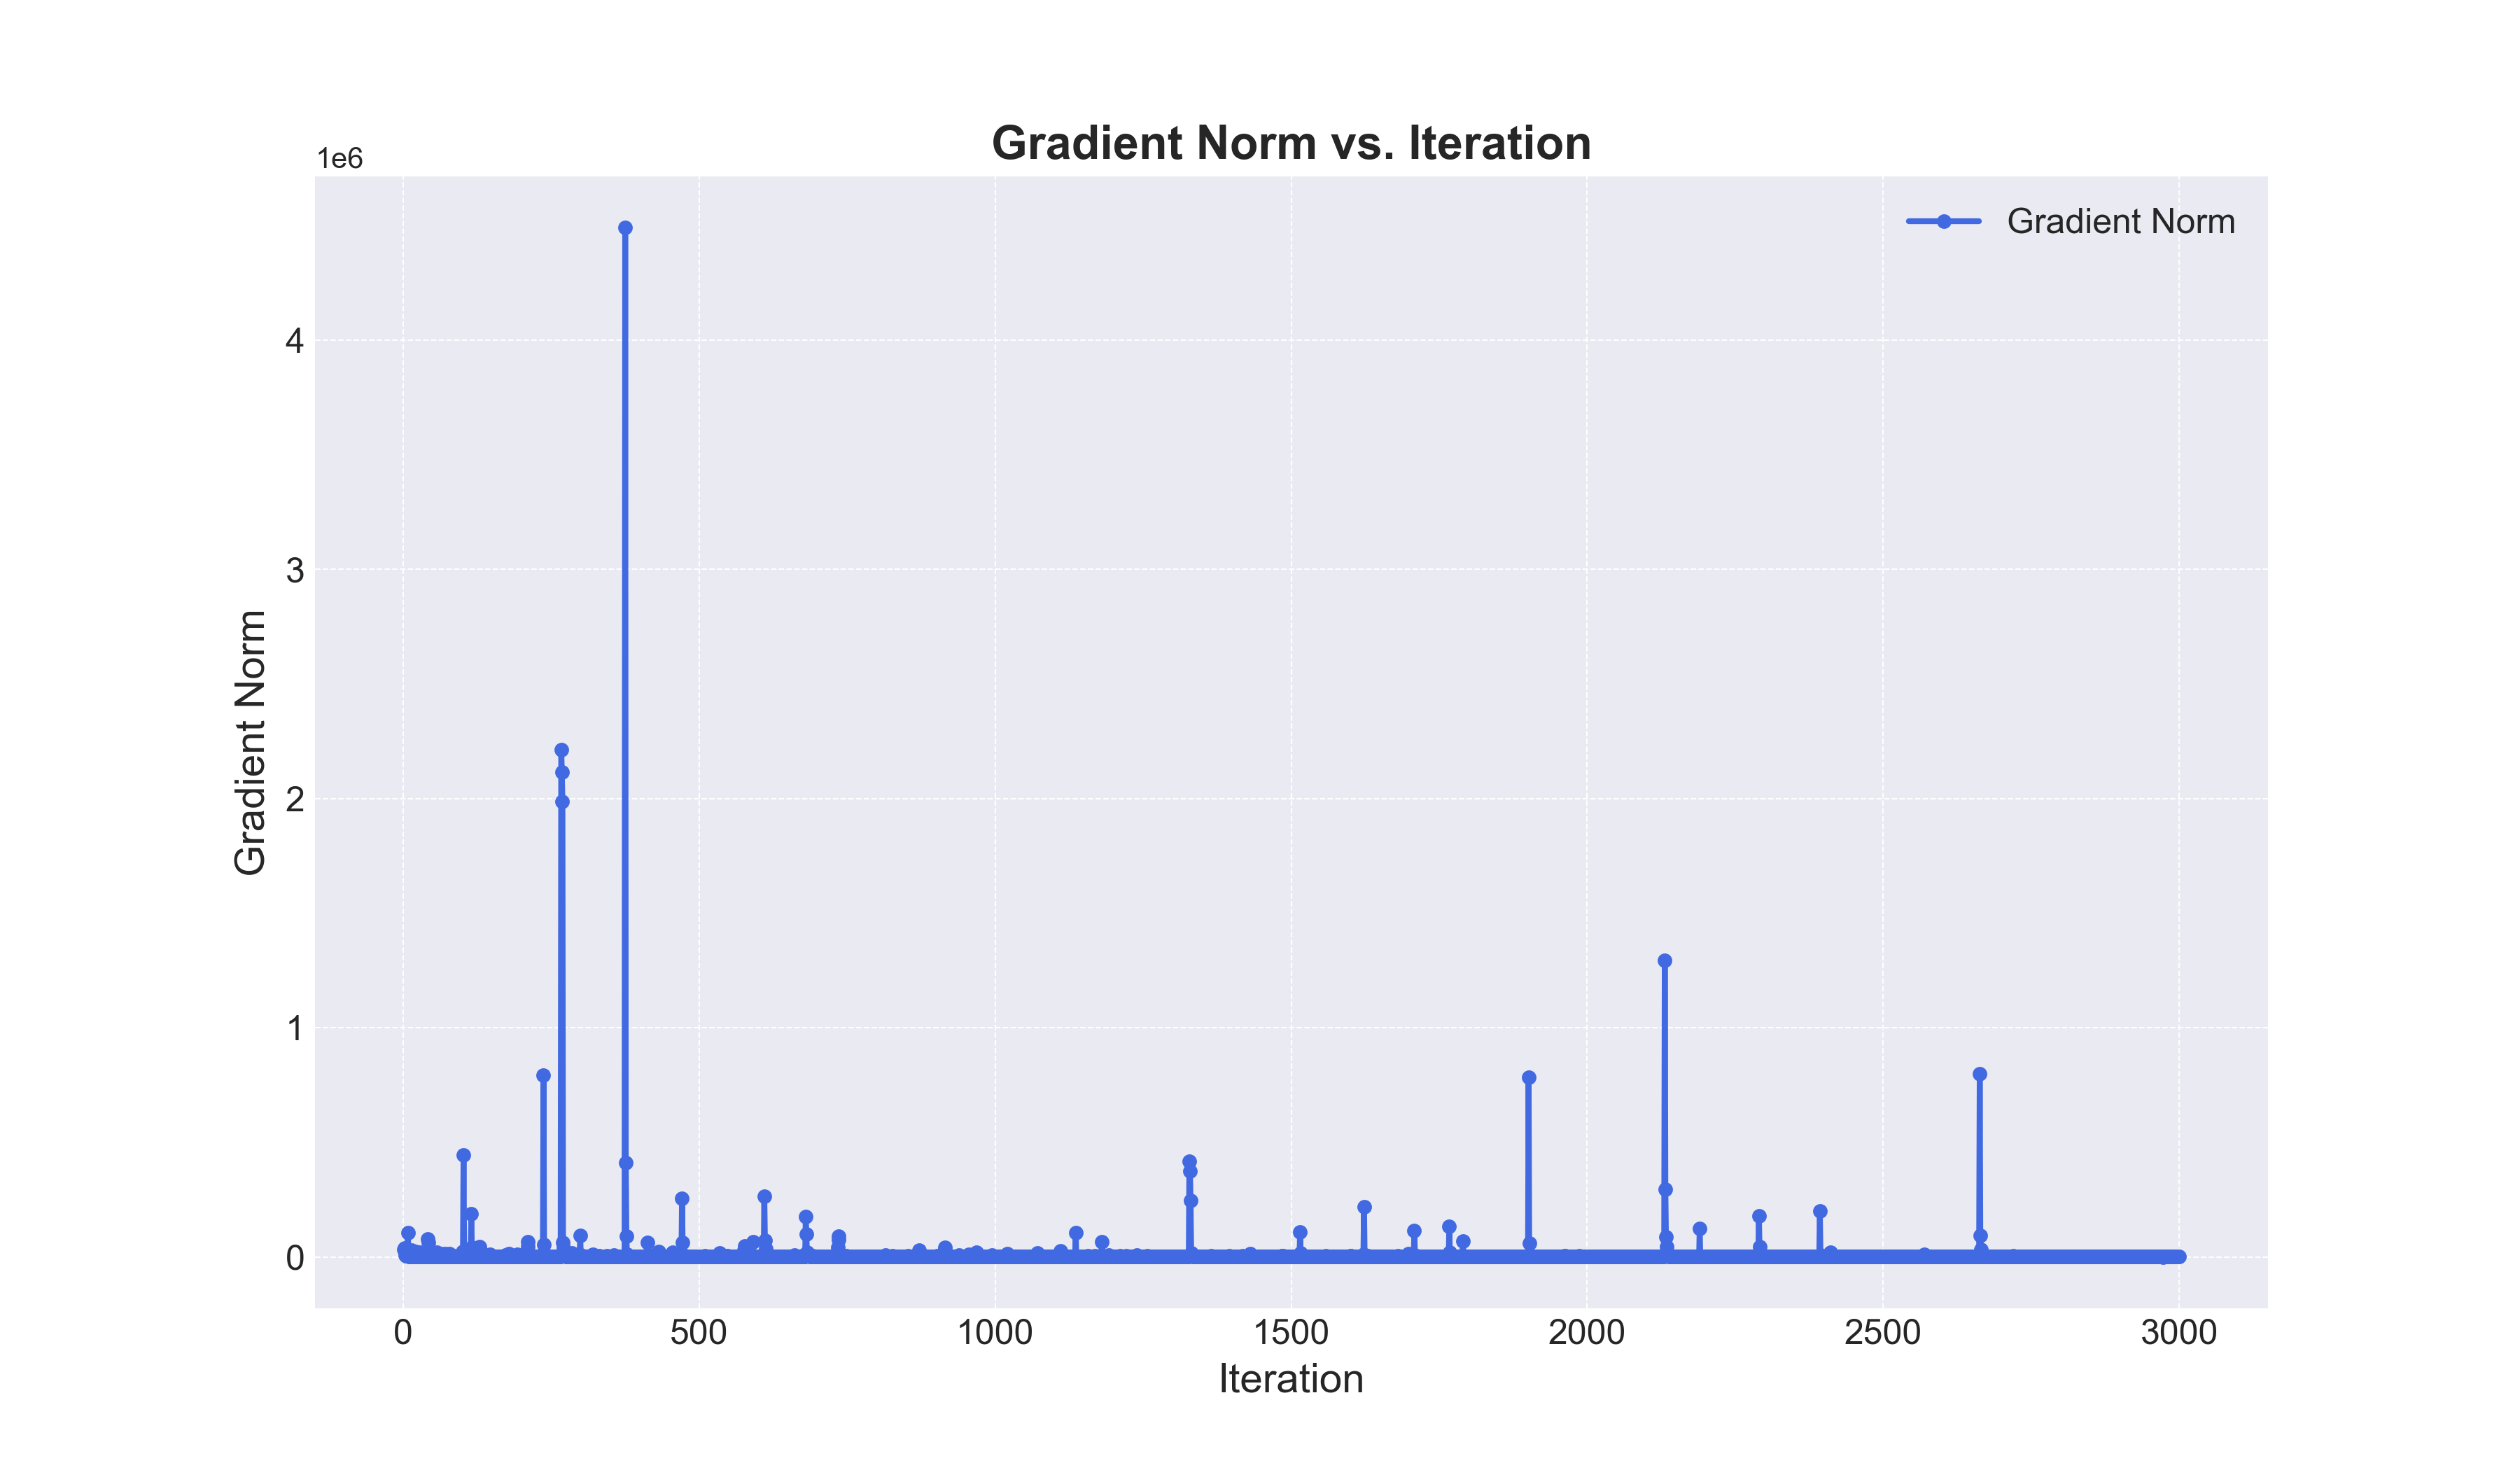 Gradient Norm vs. Iteration
1e6
Gradient Norm
4
3
2
1
0
Gradient Norm
0 500 1000 1500 2000 2500 3000
Iteration